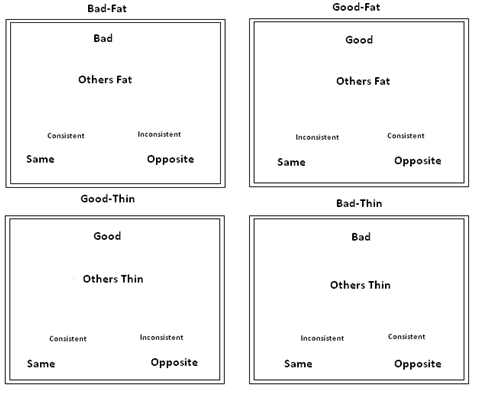 Bad-Fat
Bad
Others Fat
Consistent Inconsistent
Same Opposite
Good-Fat
Good
Others Fat
Inconsistent Consistent
Same Opposite
Good-Thin
Good
Others Thin
Consistent Inconsistent
Same Opposite
Bad-Thin
Bad
Others Thin
Inconsistent Consistent
Same Opposite